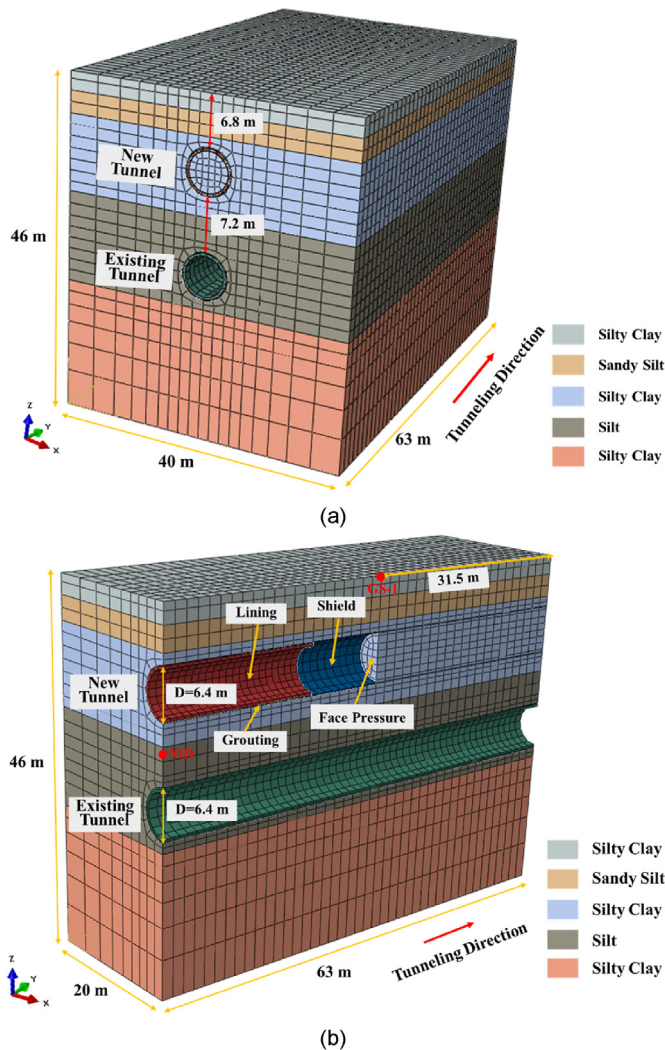 6.8 m
New
Tunnel
7.2 m
46 m
Existing
Tunnel
Silty Clay
Sandy Silt
Silty Clay
Silt
Silty Clay
Tunneling Direction
63 m
40 m
Z
Y
X
(a)
31.5 m
GS-1
Lining
Shield
New
Tunnel
D=6.4 m
Face Pressure
Grouting
46 m
Existing
Tunnel
D=6.4 m
Silty Clay
Sandy Silt
Silty Clay
Silt
Silty Clay
Tunneling Direction
63 m
20 m
Z
Y
X
(b)